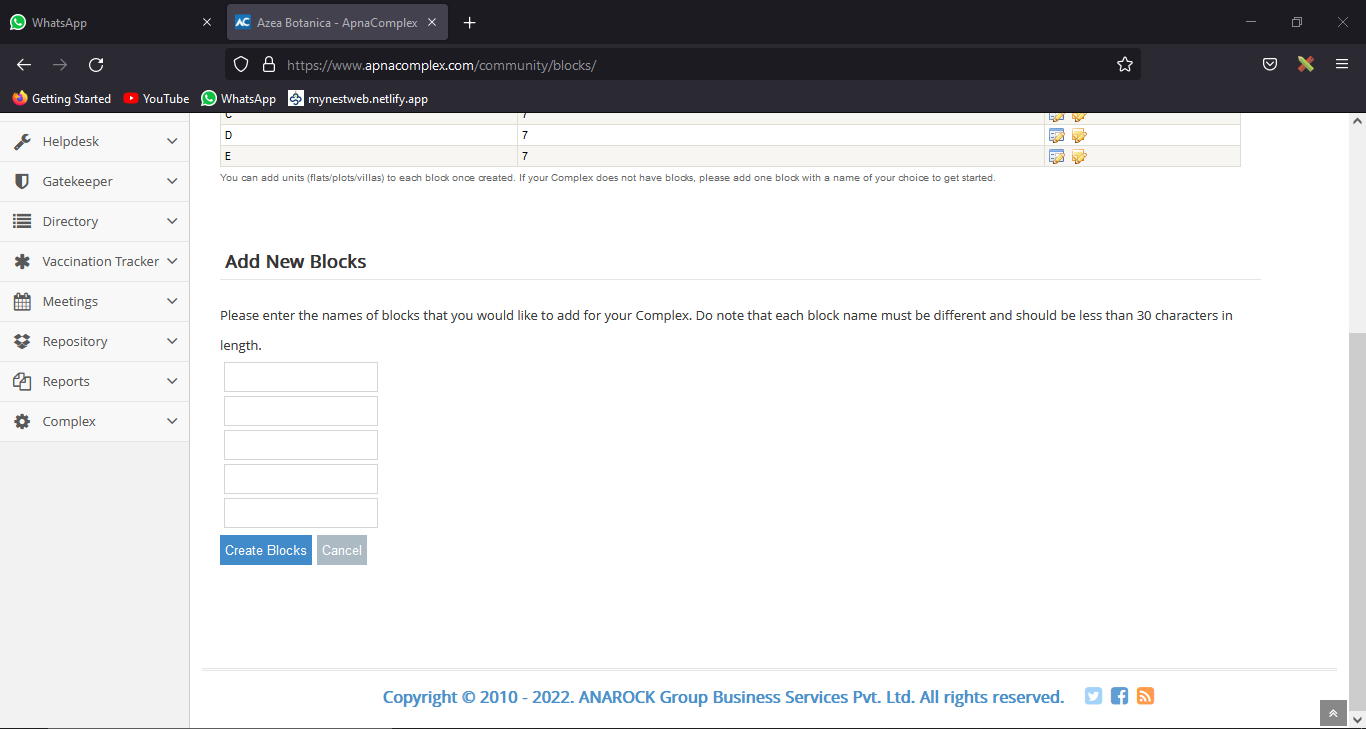 WhatsApp
Azea Botanica - ApnaComplex
https://www.apnacomplex.com/community/blocks/
Getting Started
YouTube
WhatsApp
mynestweb.netlify.app
Helpdesk
Gatekeeper
Directory
Vaccination Tracker
Meetings
Repository
Reports
Complex
C 7
D 7
E 7
You can add units (flats/plots/villas) to each block once created. If your Complex does not have blocks, please add one block with a name of your choice to get started.
Add New Blocks
Please enter the names of blocks that you would like to add for your Complex. Do note that each block name must be different and should be less than 30 characters in
length.
Create Blocks
Cancel
Copyright © 2010 - 2022. ANAROCK Group Business Services Pvt. Ltd. All rights reserved.